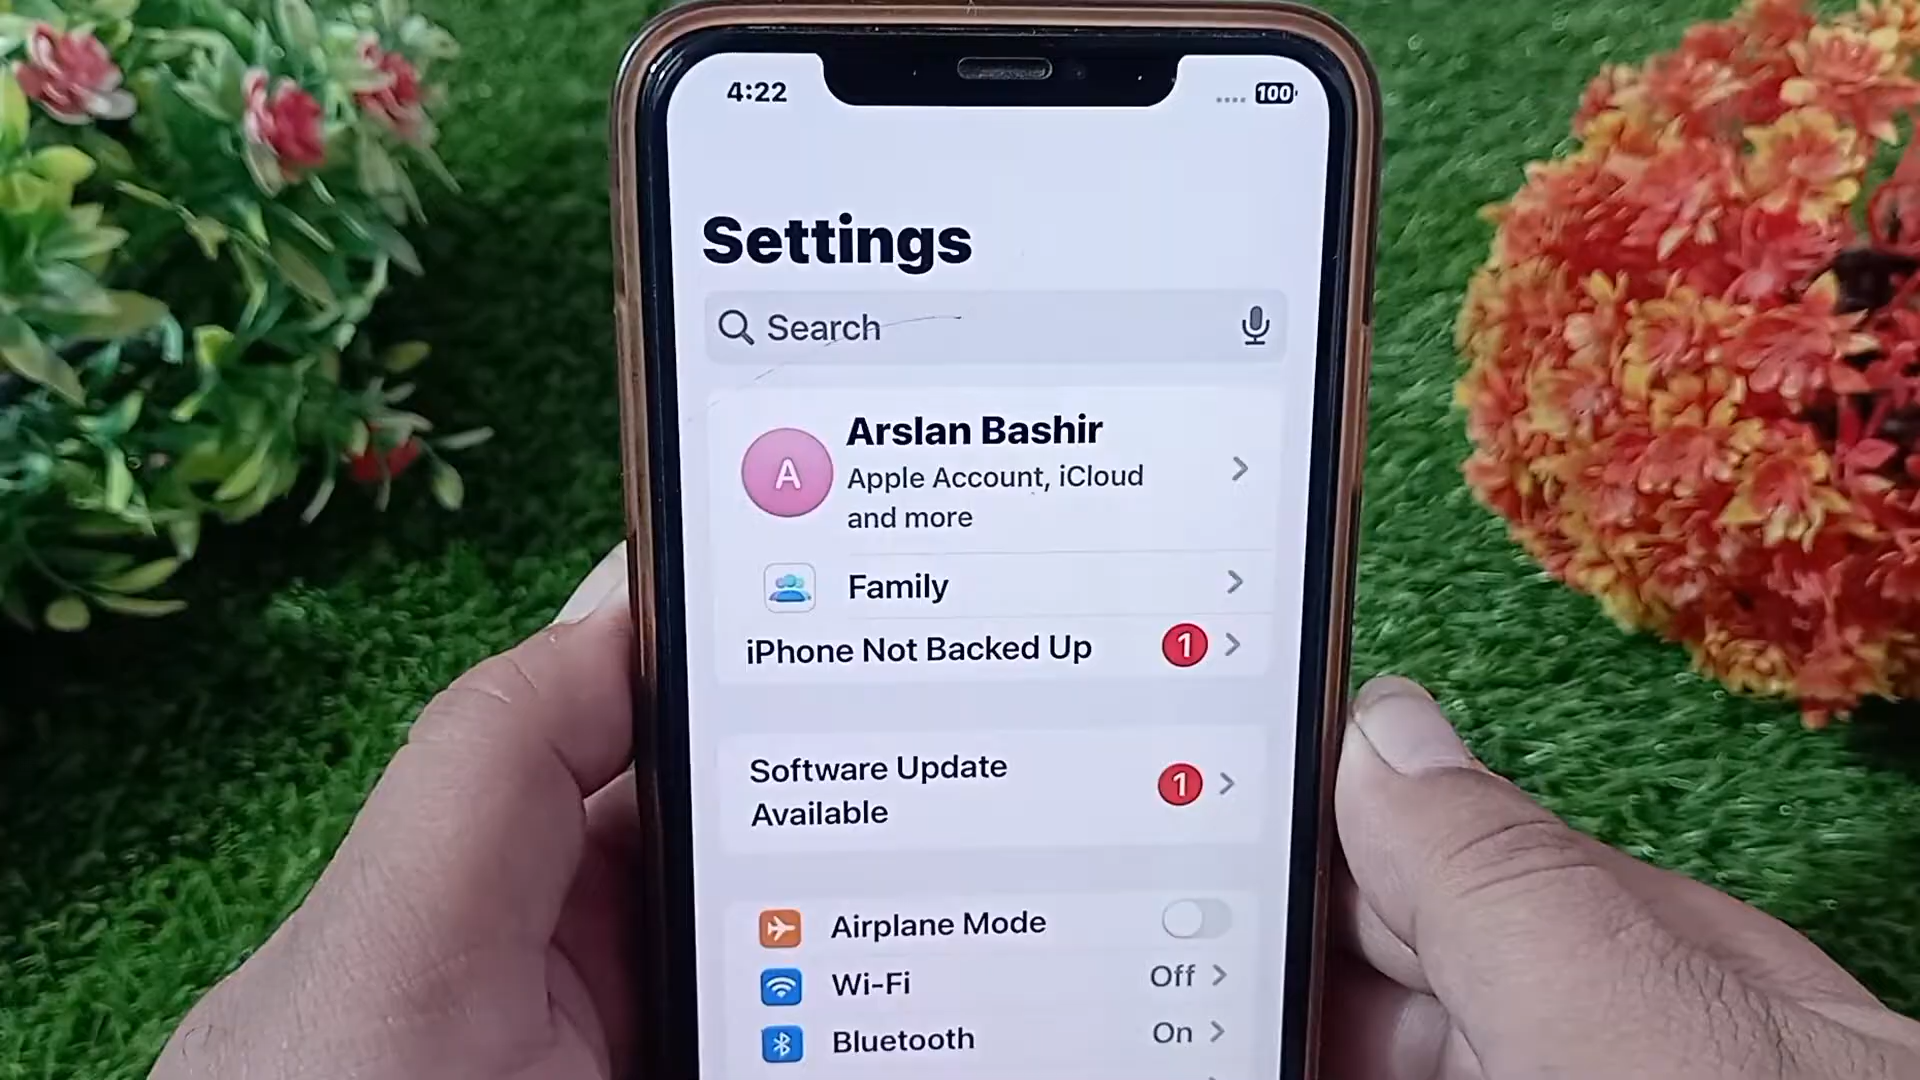 4:22
100
Settings
Search
A
Arslan Bashir
Apple Account, iCloud
and more
Family
iPhone Not Backed Up 1
Software Update
Available
1
Airplane Mode
Wi-Fi Off
Bluetooth On